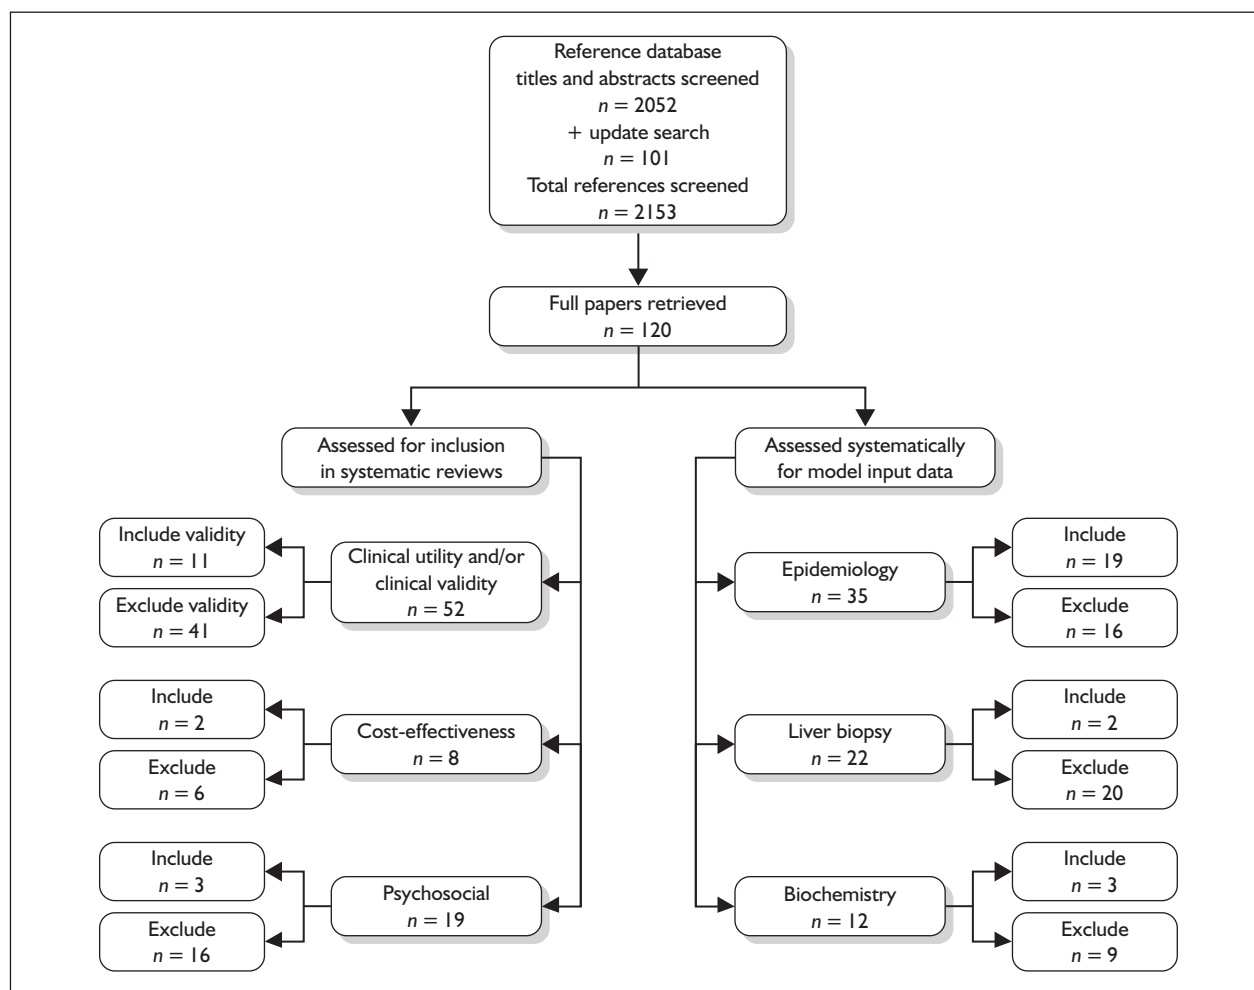 Reference database
titles and abstracts screened
n = 2052
+ update search
n = 101
Total references screened
n = 2153
Full papers retrieved
n = 120
Assessed for inclusion
in systematic reviews
Assessed systematically
for model input data
Include validity
n = 11
Exclude validity
n = 41
Clinical utility and/or
clinical validity
n = 52
Epidemiology
n = 35
Include
n = 19
Exclude
n = 16
Include
n = 2
Exclude
n = 6
Cost-effectiveness
n = 8
Liver biopsy
n = 22
Include
n = 2
Exclude
n = 20
Include
n = 3
Exclude
n = 16
Psychosocial
n = 19
Biochemistry
n = 12
Include
n = 3
Exclude
n = 9